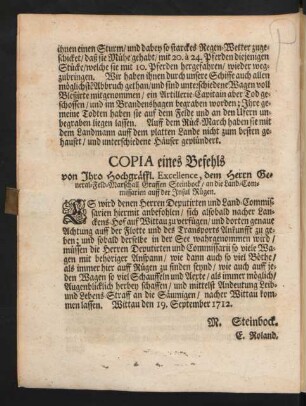 ihnen einen Sturm/ und dabey so starckes Regen-Wetter zuge-
schicket/ daß sie Mühe gehabt/ mit 20. à 24. Pferden diejenigen
Stücke/ welche sie mit 10. Pferden hergefahren/ wieder weg-
zubringen. Wir haben ihnen durch unsere Schiffe auch allen
möglichst Abbruch gethan/ und sind unterschiedene Wagen voll
Blesirte mitgenommen/ ein Artillerie Capitain aber Tod ge-
schossen/ und im Brandenshagen begraben worden; Ihre ge-
meine Todten haben sie auf dem Felde und an den Ufern un-
begraben liegen lassen. Auff dem Rück-March haben sie mit
dem Landmann auff dem platten Lande nicht zum besten ge-
hauset/ und unterschiedene Häuser geplündert.
COPIA eines Befehls
von Ihro Hochgräffl. Excellence, dem Herrn Ge-
neral-Feld-Marschall Graffen Steinbock/ an die Land-Com-
missarien auff der Insul Rügen.
ES wird denen Herren Deputirten und Land-Commis-
sarien hiermit anbefohlen/ sich alsobald nacher Lan-
ckens-Hof auff Wittau zu verfügen/ und dorten genaue
Achtung auff der Flotte und des Transports Ankunfft zu ge-
ben; und sobald derselbe in der See wahrgenommen wird/
müssen die Herren Deputirten und Commissarii so viele Wa-
gen mit behöriger Anspann/ wie dann auch so viel Böthe/
als immer hier auff Rügen zu finden seynd/ wie auch auff je-
den Wagen so viel Schauffeln und Aexte/ als immer möglich/
Augenblicklich herbey schaffen/ und mittelst Andeutung Leib-
und Lebens-Straff an die Säumigen/ nacher Wittau kom-
men lassen. Wittau den 19. September 1712.
M. Steinbock.
E. Roland.